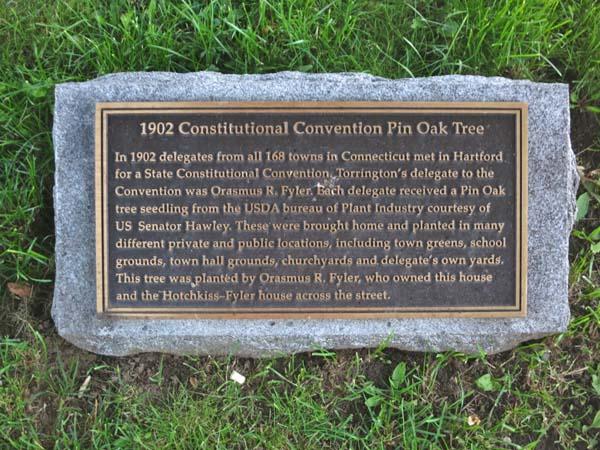 1902 Constitutional Convention Pin Oak Tree
In 1902 delegates from all 168 towns in Connecticut met in Hartford
for a State Constitutional Convention. Torrington's delegate to the
Convention was Orasmus R. Fyler. Each delegate received a Pin Oak
tree seedling from the USDA bureau of Plant Industry courtesy of
US Senator Hawley. These were brought home and planted in many
different private and public locations, including town greens, school
grounds, town hall grounds, churchyards and delegate's own yards.
This tree was planted by Orasmus R. Fyler, who owned this house
and the Hotchkiss-Fyler house across the street.